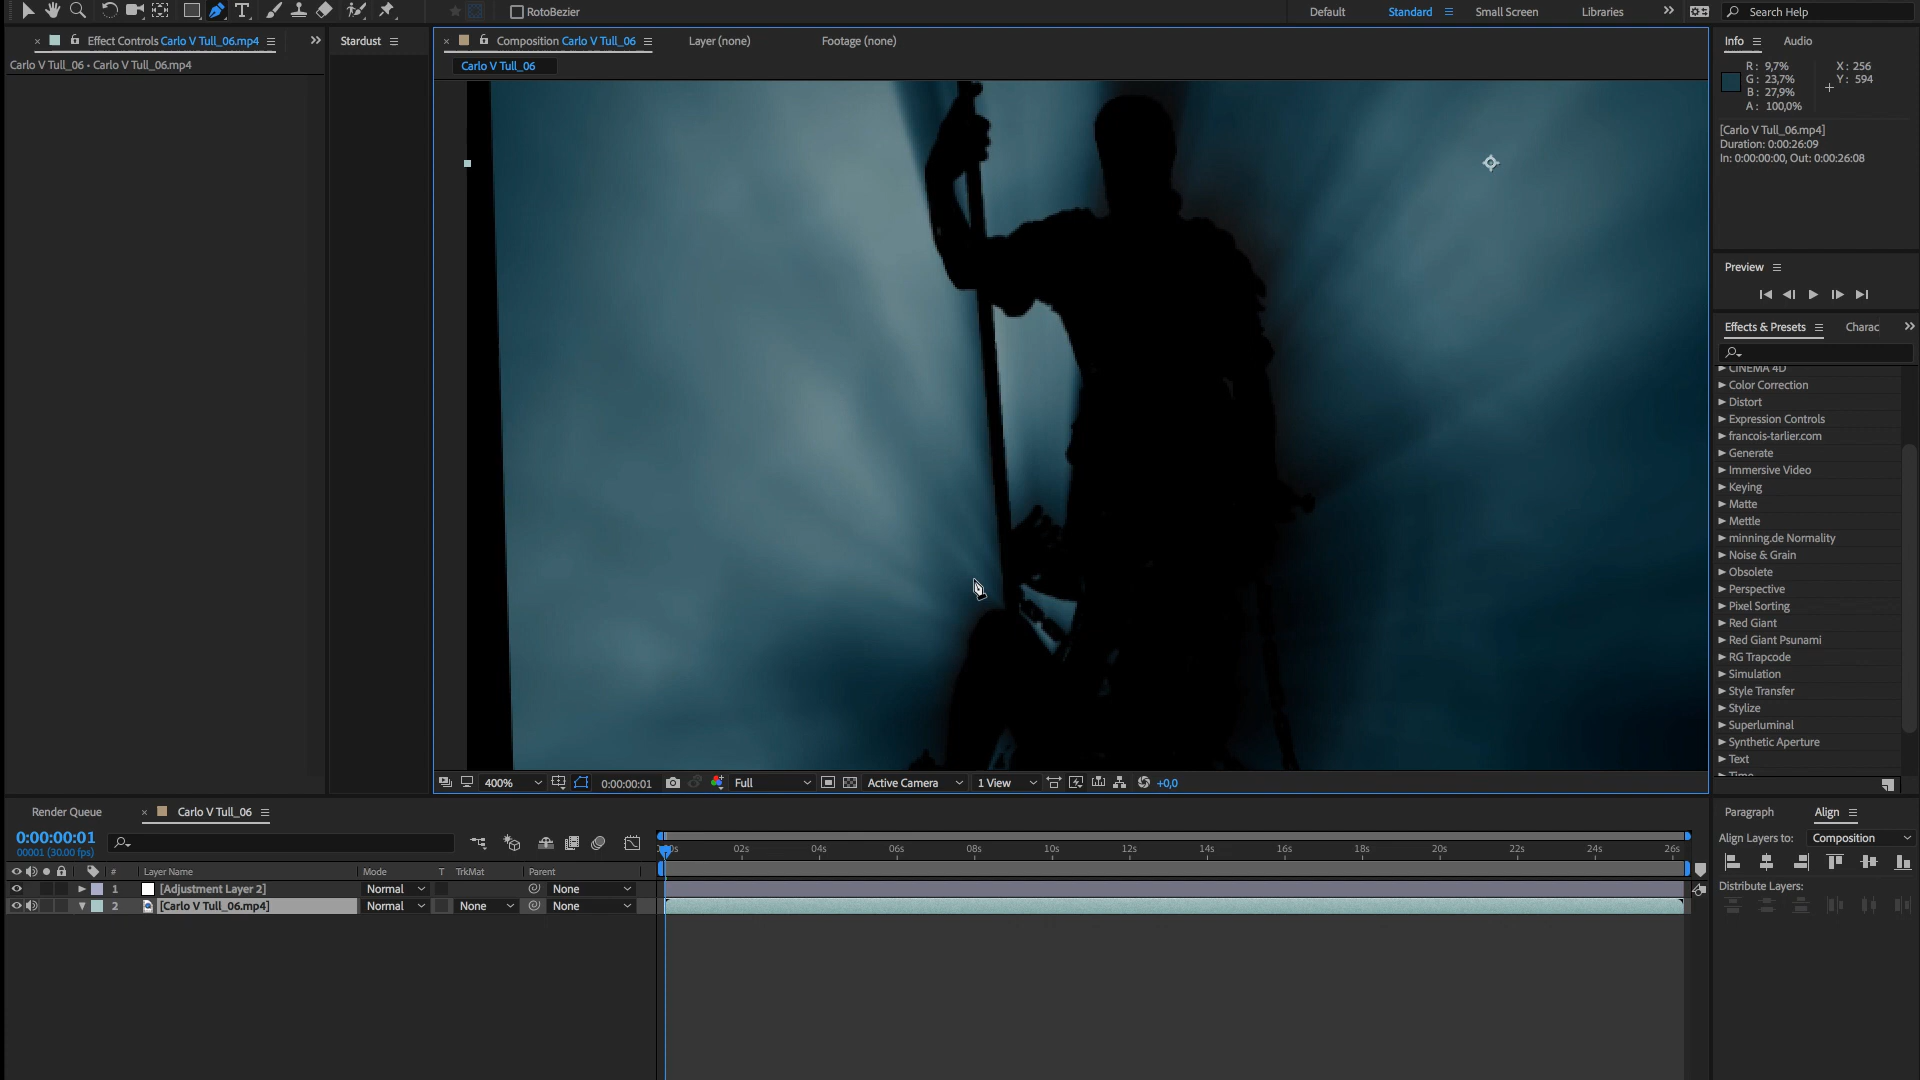 RotoBezier
Default
Standard
Small Screen
Libraries
Search Help
Effect Controls Carlo V Tull_06.mp4
Stardust
Composition Carlo V Tull_06
Layer (none)
Footage (none)
Info
Audio
Carlo V Tull_06 • Carlo V Tull_06.mp4
Carlo V Tull_06
R: 9,7%
G: 23,7%
B: 27,9%
A: 100,0%
X: 256
Y: 594
[Carlo V Tull_06.mp4]
Duration: 0:00:26:09
In: 0:00:00:00, Out: 0:00:26:08
Preview
Effects & Presets
Charac
CINEMA 4D
Color Correction
Distort
Expression Controls
francois-tarlier.com
Generate
Immersive Video
Keying
Matte
Mettle
minning.de Normality
Noise & Grain
Obsolete
Perspective
Pixel Sorting
Red Giant
Red Giant Psunami
RG Trapcode
Simulation
Style Transfer
Stylize
Superluminal
Synthetic Aperture
Text
Time
400%
0:00:00:01
Full
Active Camera
1 View
+0,0
Render Queue
Carlo V Tull_06
Paragraph
Align
0:00:00:01
00001 (30.00 fps)
Align Layers to:
Composition
02s
04s
06s
08s
10s
12s
14s
16s
18s
20s
22s
24s
26s
#
Layer Name
Mode
T
TrkMat
Parent
Distribute Layers:
1
[Adjustment Layer 2]
Normal
None
2
[Carlo V Tull_06.mp4]
Normal
None
None